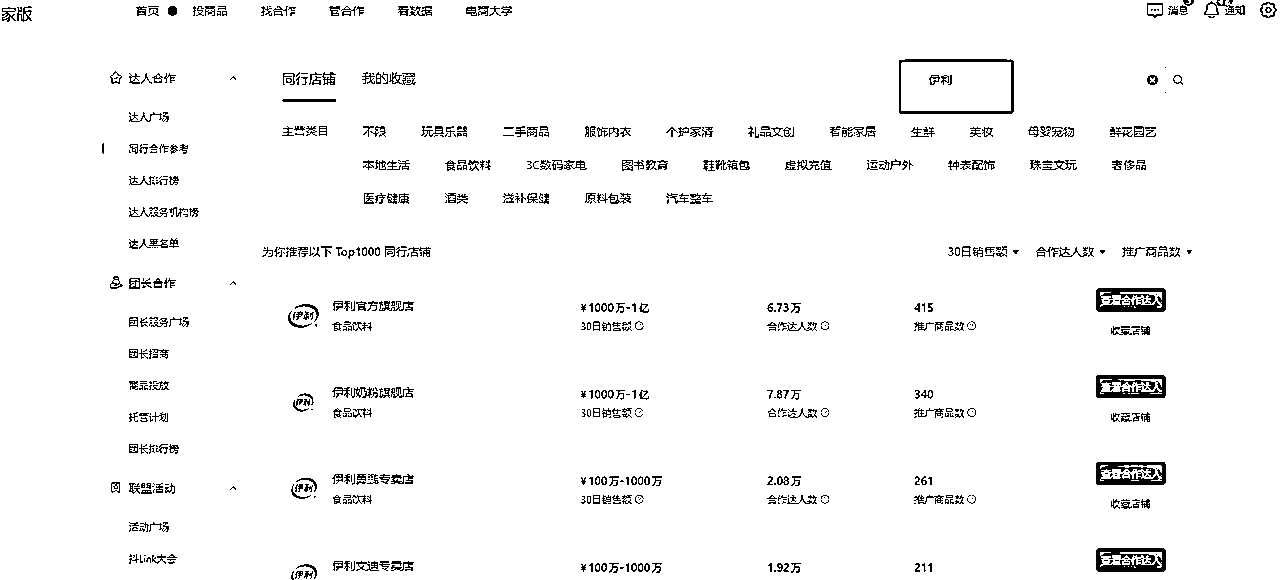 家版 首页 投商品 找合作 管合作 看数据 电商大学 消息 通知
达人合作
达人广场
同行合作参考
达人排行榜
达人服务机构榜
达人黑名单
团长合作
团长服务广场
团长招商
商品投放
托管计划
团长排行榜
联盟活动
活动广场
抖Link大会
同行店铺 我的收藏 伊利
主营类目 不限 玩具乐器 二手商品 服饰内衣 个护家清 礼品文创 智能家居 生鲜 美妆 母婴宠物 鲜花园艺
本地生活 食品饮料 3C数码家电 图书教育 鞋靴箱包 虚拟充值 运动户外 钟表配饰 珠宝文玩 奢侈品
医疗健康 酒类 滋补保健 原料包装 汽车整车
为你推荐以下 Top1000 同行店铺 30日销售额 合作达人数 推广商品数
伊利 伊利官方旗舰店 ¥1000万-1亿 6.73万 415 查看合作达人
食品饮料 30日销售额 合作达人数 推广商品数 收藏店铺
伊利 伊利奶粉旗舰店 ¥1000万-1亿 7.87万 340 查看合作达人
食品饮料 30日销售额 合作达人数 推广商品数 收藏店铺
伊利 伊利 专卖店 ¥100万-1000万 2.08万 261 查看合作达人
食品饮料 30日销售额 合作达人数 推广商品数 收藏店铺
伊利 伊利文迪专卖店 ¥100万-1000万 1.92万 211 查看合作达人